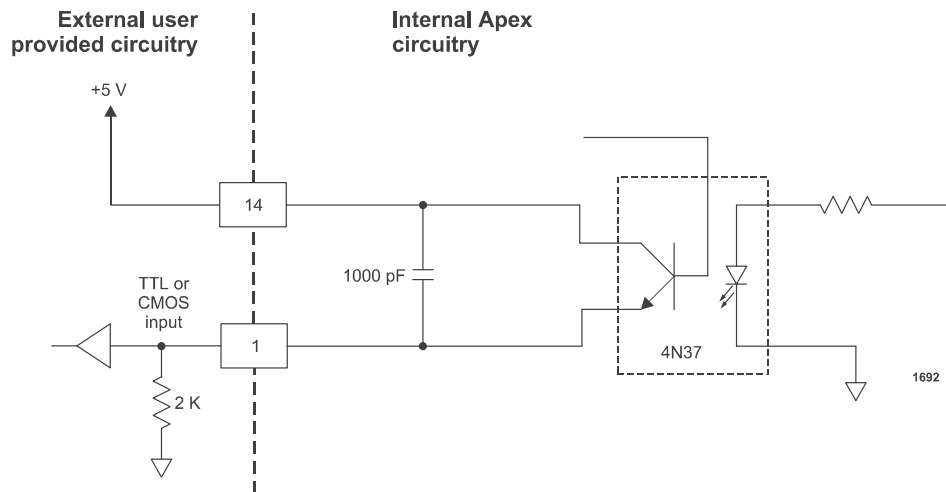 External user
provided circuitry
Internal Apex
circuitry
+5 V
14
1000 pF
TTL or
CMOS
input
1
2 K
4N37
1692